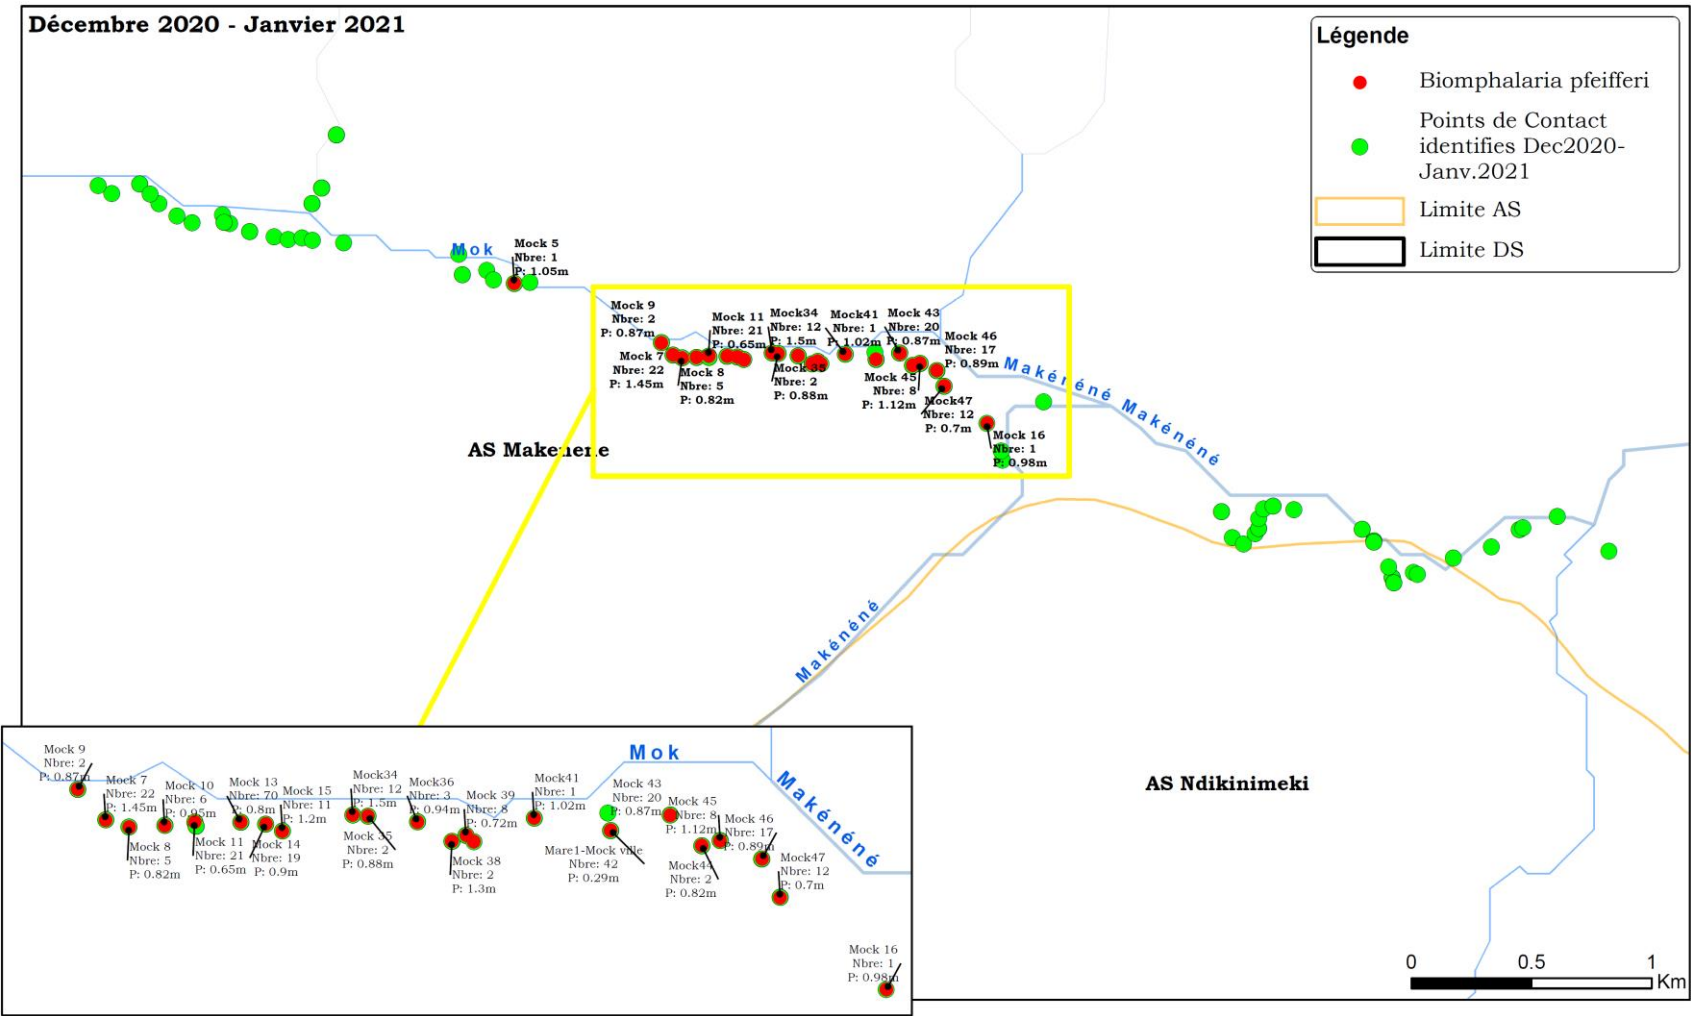 Décembre 2020 - Janvier 2021
Légende
Biomphalaria pfeifferi
Points de Contact
identifies Dec2020-
Janv.2021
Limite AS
Limite DS
Mok
Mock 5
Nbre: 1
P: 1.05m
Mock 9
Nbre: 2
P: 0.87m
Mock 7
Nbre: 22
P: 1.45m
Mock 8
Nbre: 5
P: 0.82m
Mock 11
Nbre: 21
P: 0.65m
Mock34
Nbre: 12
P: 1.5m
Mock 35
Nbre: 2
P: 0.88m
Mock41
Nbre: 1
P: 1.02m
Mock 43
Nbre: 20
P: 0.87m
Mock 46
Nbre: 17
P: 0.89m
Mock 45
Nbre: 8
P: 1.12m
Mock47
Nbre: 12
P: 0.7m
Mock 16
Nbre: 1
P: 0.98m
Makénéné Makénéné
AS Makenene
Makénéné
AS Ndikinimeki
Mok
Makénéné
Mock 9
Nbre: 2
P: 0.87m
Mock 7
Nbre: 22
P: 1.45m
Mock 8
Nbre: 5
P: 0.82m
Mock 10
Nbre: 6
P: 0.95m
Mock 11
Nbre: 21
P: 0.65m
Mock 13
Nbre: 70
P: 0.8m
Mock 14
Nbre: 19
P: 0.9m
Mock 15
Nbre: 11
P: 1.2m
Mock34
Nbre: 12
P: 1.5m
Mock 35
Nbre: 2
P: 0.88m
Mock36
Nbre: 3
P: 0.94m
Mock 38
Nbre: 2
P: 1.3m
Mock 39
Nbre: 8
P: 0.72m
Mock41
Nbre: 1
P: 1.02m
Mare1-Mock ville
Nbre: 42
P: 0.29m
Mock 43
Nbre: 20
P: 0.87m
Mock 45
Nbre: 8
P: 1.12m
Mock44
Nbre: 2
P: 0.82m
Mock 46
Nbre: 17
P: 0.89m
Mock47
Nbre: 12
P: 0.7m
Mock 16
Nbre: 1
P: 0.98m
0 0.5 1
Km